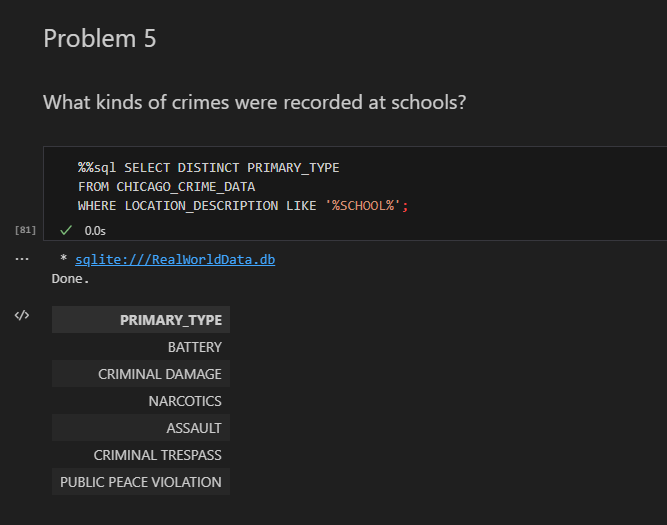 Problem 5
What kinds of crimes were recorded at schools?
%%sql SELECT DISTINCT PRIMARY_TYPE
FROM CHICAGO_CRIME_DATA
WHERE LOCATION_DESCRIPTION LIKE '%SCHOOL%';
[81] ✓ 0.0s
... * sqlite:///RealWorldData.db
Done.
</> PRIMARY_TYPE
BATTERY
CRIMINAL DAMAGE
NARCOTICS
ASSAULT
CRIMINAL TRESPASS
PUBLIC PEACE VIOLATION